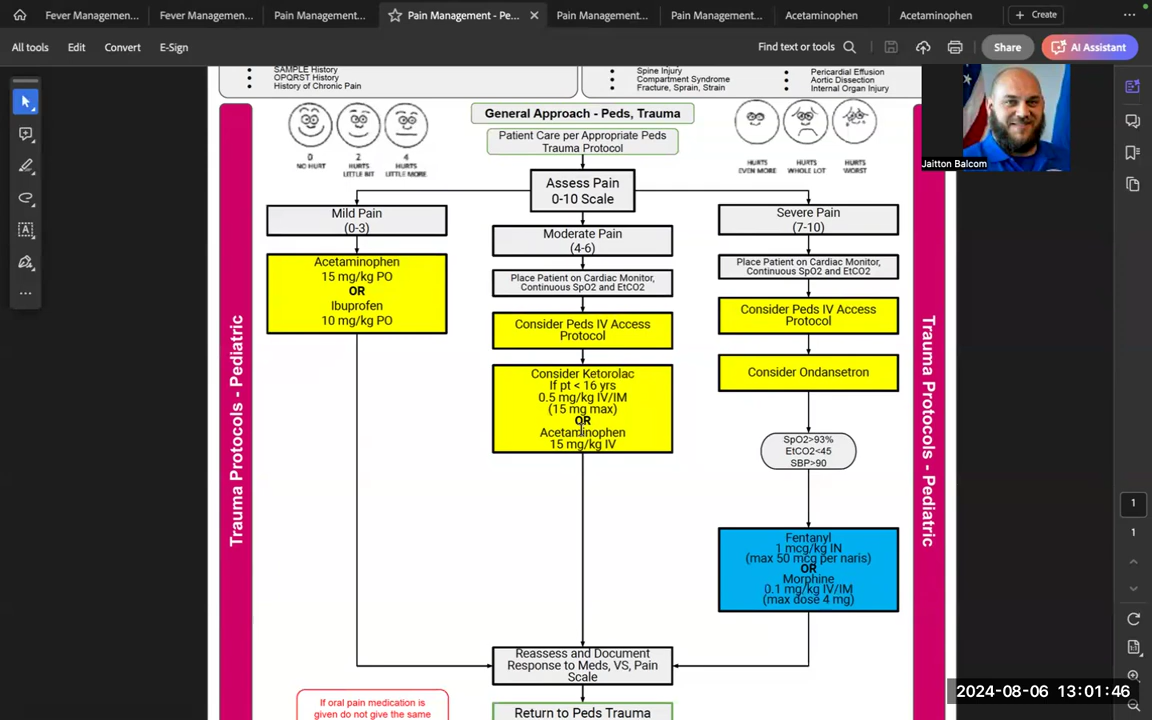 Fever Managemen...
Fever Managemen...
Pain Management...
Pain Management - Pe...
Pain Management...
Pain Management...
Acetaminophen
Acetaminophen
Create
All tools
Edit
Convert
E-Sign
Find text or tools
Share
AI Assistant
SAMPLE History
OPQRST History
History of Chronic Pain
Spine Injury
Compartment Syndrome
Fracture, Sprain, Strain
Pericardial Effusion
Aortic Dissection
Internal Organ Injury
Jaitton Balcom
General Approach - Peds, Trauma
Patient Care per Appropriate Peds
Trauma Protocol
0
NO HURT
2
HURTS
LITTLE BIT
4
HURTS
LITTLE MORE
HURTS
EVEN MORE
HURTS
WHOLE LOT
HURTS
WORST
Assess Pain
0-10 Scale
Mild Pain
(0-3)
Acetaminophen
15 mg/kg PO
OR
Ibuprofen
10 mg/kg PO
Moderate Pain
(4-6)
Place Patient on Cardiac Monitor,
Continuous SpO2 and EtCO2
Consider Peds IV Access
Protocol
Consider Ketorolac
If pt < 16 yrs
0.5 mg/kg IV/IM
(15 mg max)
OR
Acetaminophen
15 mg/kg IV
Severe Pain
(7-10)
Place Patient on Cardiac Monitor,
Continuous SpO2 and EtCO2
Consider Peds IV Access
Protocol
Consider Ondansetron
SpO2>93%
EtCO2<45
SBP>90
Fentanyl
1 mcg/kg IN
(max 50 mcg per naris)
OR
Morphine
0.1 mg/kg IV/IM
(max dose 4 mg)
Trauma Protocols - Pediatric
Trauma Protocols - Pediatric
Reassess and Document
Response to Meds, VS, Pain
Scale
If oral pain medication is
given do not give the same
Return to Peds Trauma
1
1
2024-08-06 13:01:46